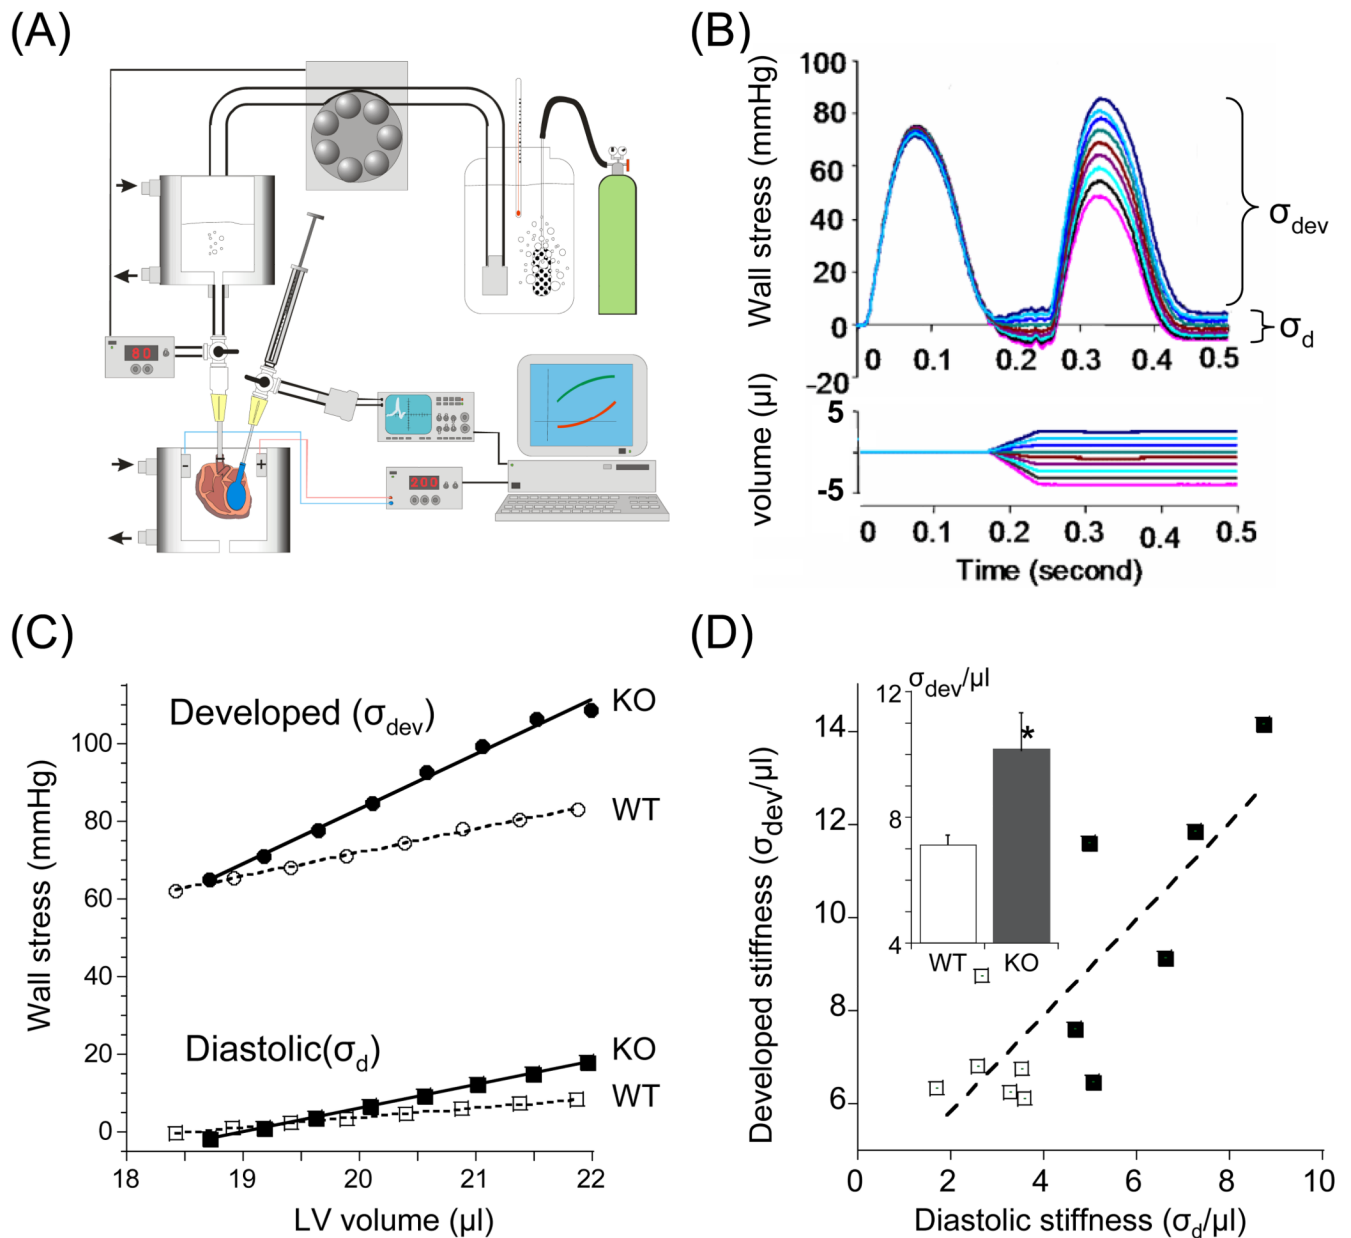 (A)
80
200
-
+
(B)
Wall stress (mmHg)
100
80
60
40
20
0
-20
0 0.1 0.2 0.3 0.4 0.5
σdev
σd
volume (µl)
5
-5
0 0.1 0.2 0.3 0.4 0.5
Time (second)
(C)
Developed (σdev)
KO
WT
Diastolic(σd)
KO
WT
Wall stress (mmHg)
100
80
60
40
20
0
18 19 20 21 22
LV volume (µl)
(D)
σdev/µl
12
8
4
*
WT KO
Developed stiffness (σdev/µl)
14
12
10
8
6
0 2 4 6 8 10
Diastolic stiffness (σd/µl)